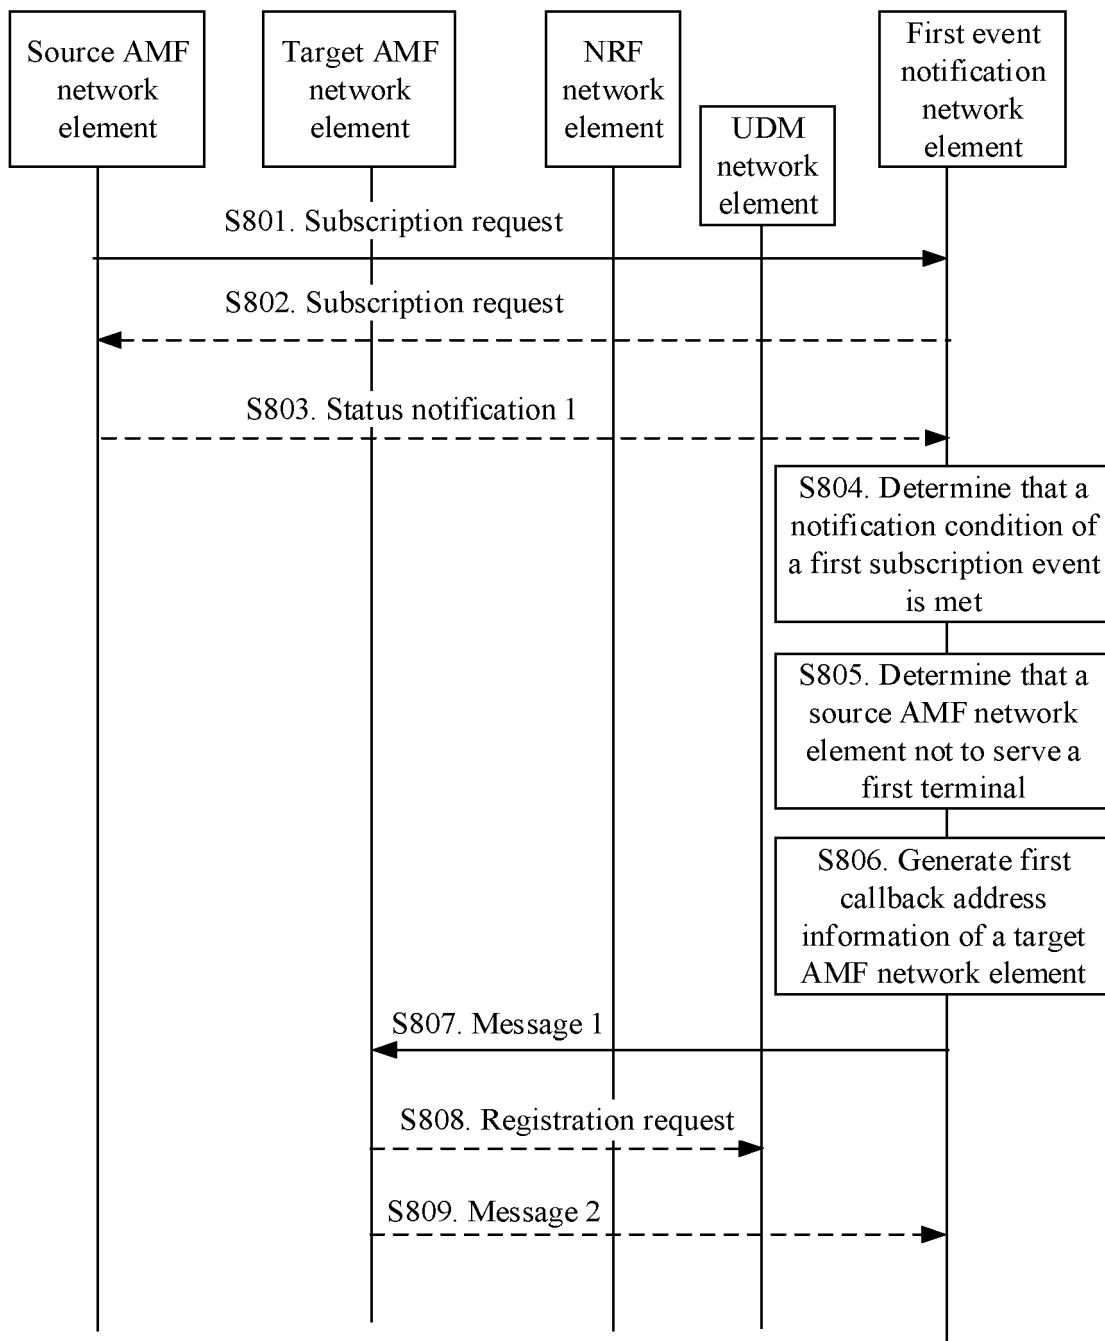 Source AMF
network
element
Target AMF
network
element
NRF
network
element
UDM
network
element
First event
notification
network
element
S801. Subscription request
S802. Subscription request
S803. Status notification 1
S804. Determine that a
notification condition of
a first subscription event
is met
S805. Determine that a
source AMF network
element not to serve a
first terminal
S806. Generate first
callback address
information of a target
AMF network element
S807. Message 1
S808. Registration request
S809. Message 2